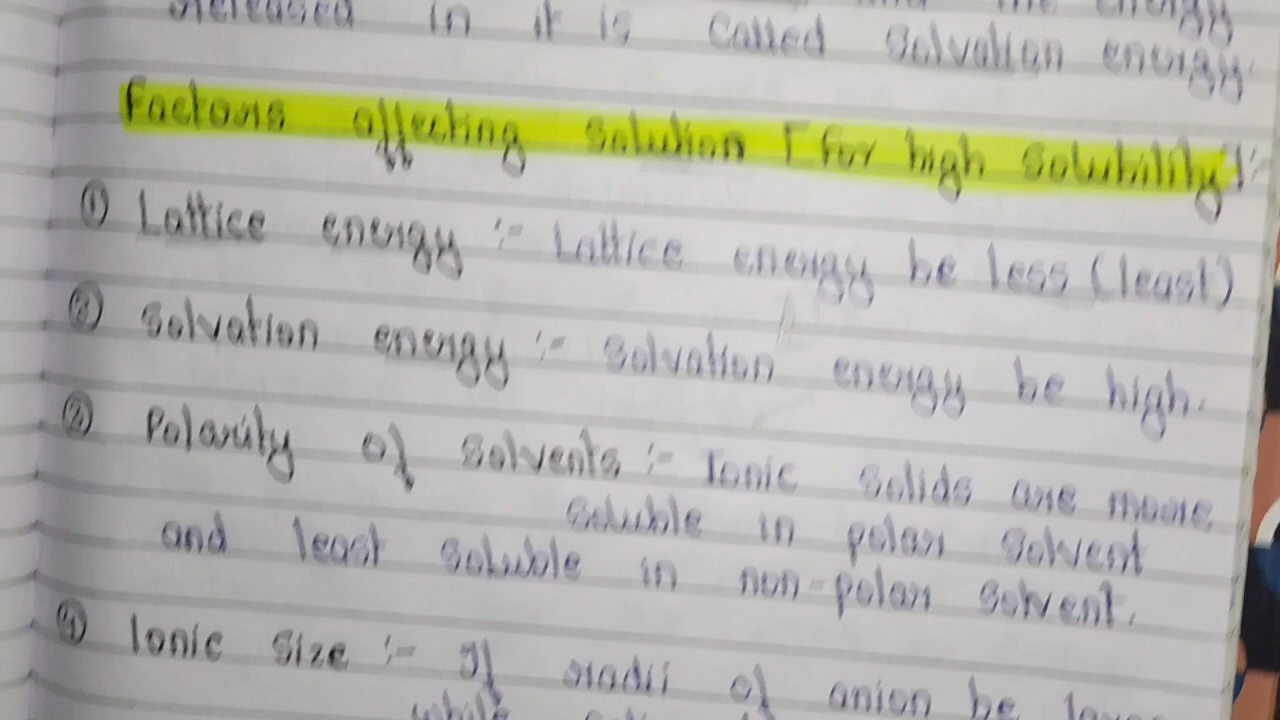 increased in it is called solvation energy.
Factors affecting solution [for high solubility]:-
① Lattice energy :- Lattice energy be less (least)
② Solvation energy :- Solvation energy be high.
③ Polarity of solvents :- Ionic solids are more
soluble in polar solvent
and least soluble in non-polar solvent.
④ Ionic size :- If radii of anion be
while